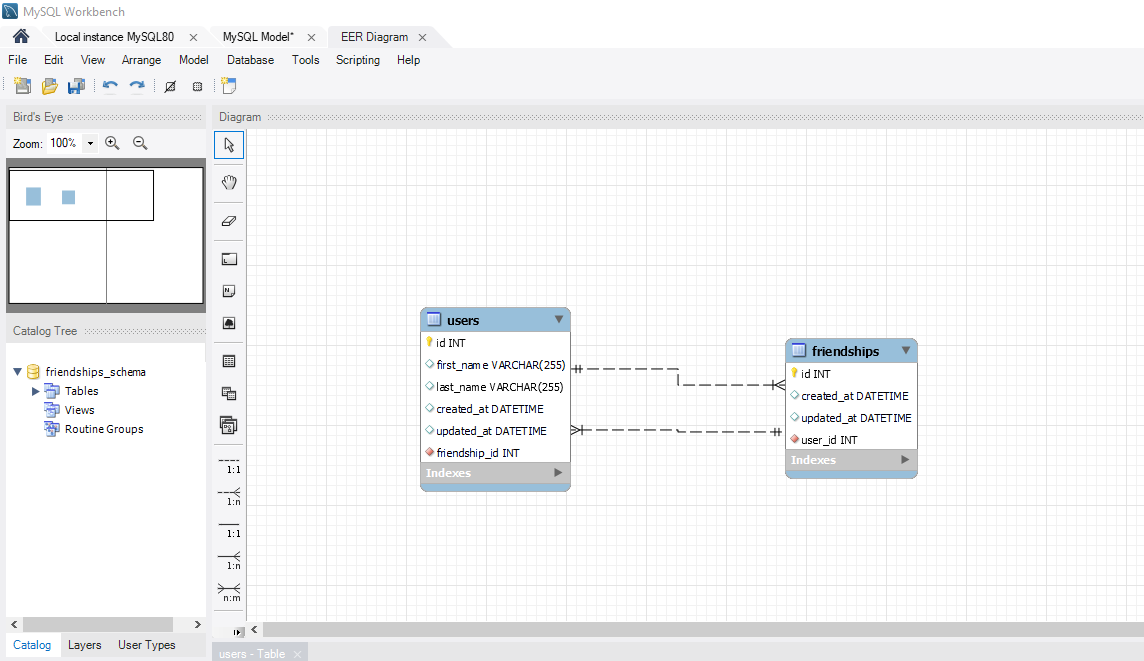 MySQL Workbench
Local instance MySQL80
MySQL Model*
EER Diagram
File Edit View Arrange Model Database Tools Scripting Help
Bird's Eye
Diagram
Zoom: 100%
Catalog Tree
friendships_schema
Tables
Views
Routine Groups
users
id INT
first_name VARCHAR(255)
last_name VARCHAR(255)
created_at DATETIME
updated_at DATETIME
friendship_id INT
Indexes
friendships
id INT
created_at DATETIME
updated_at DATETIME
user_id INT
Indexes
1:1
1:n
1:1
1:n
n:m
Catalog Layers User Types
users - Table